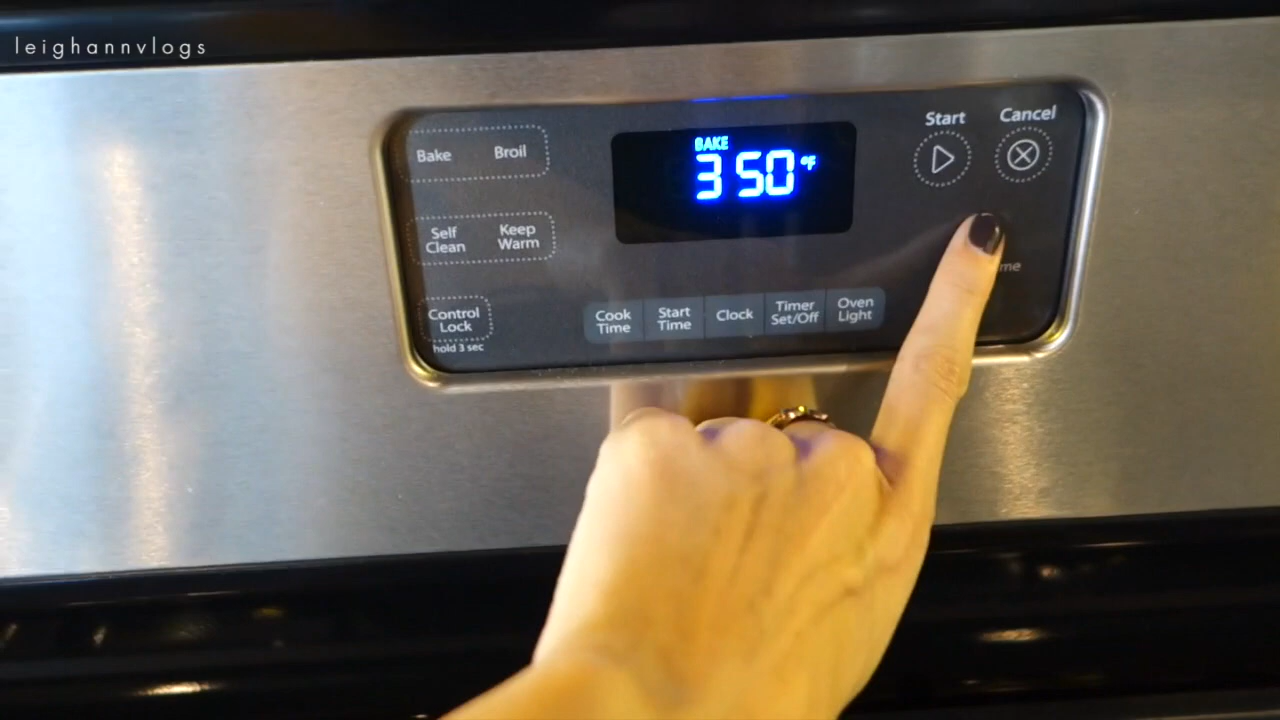 leighannvlogs
Start Cancel
BAKE
350°F
Bake Broil
Self Clean
Keep Warm
Control Lock
hold 3 sec
Cook Time
Start Time
Clock
Timer Set/Off
Oven Light